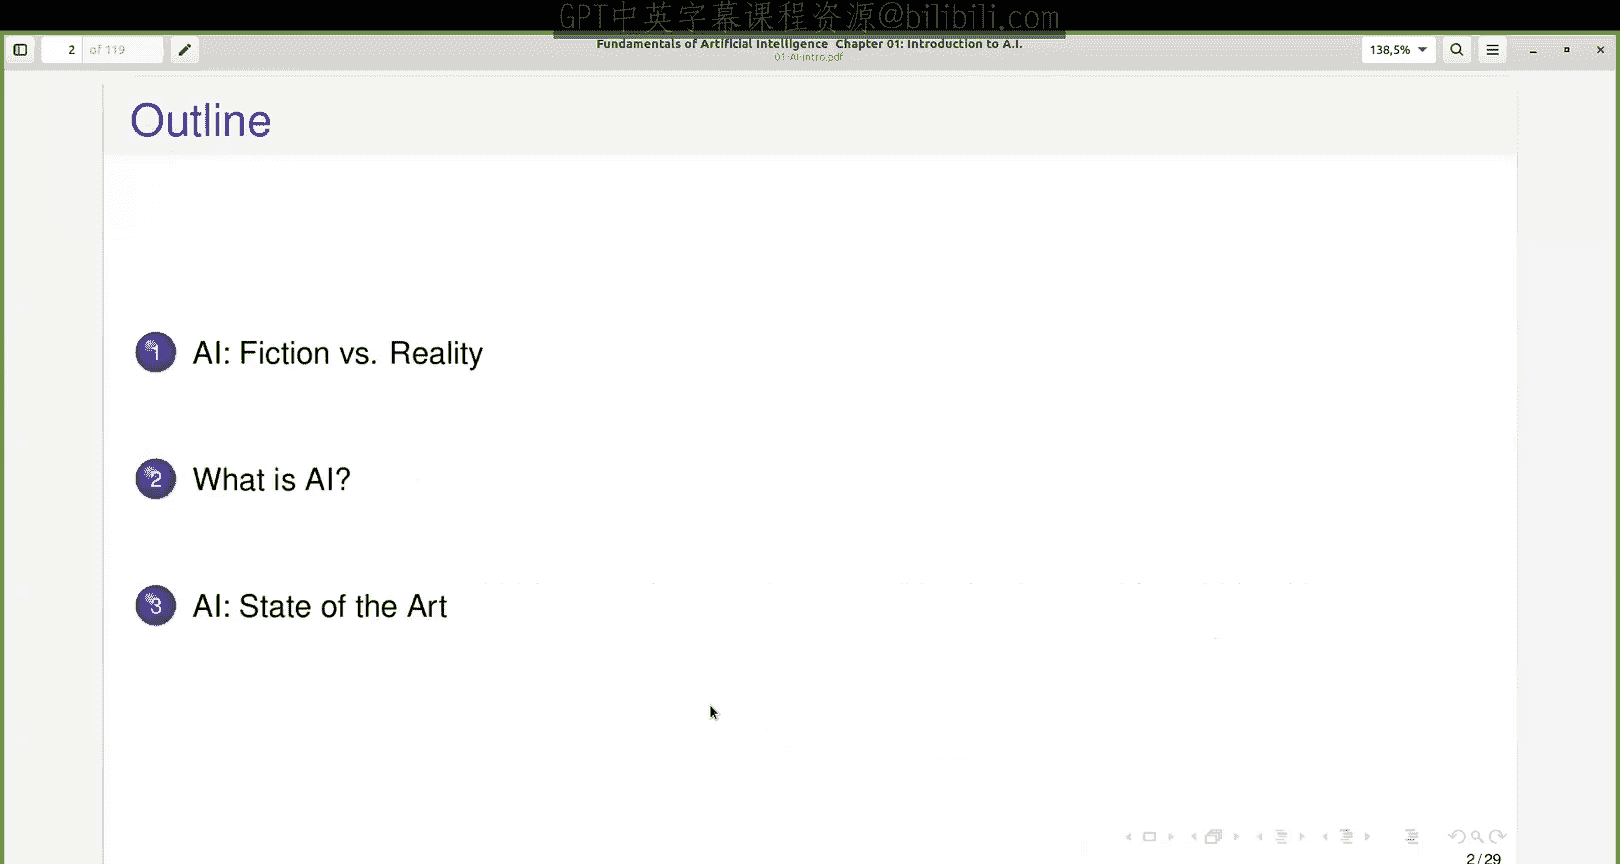 GPT中英字幕课程资源@bilibili.com
2 of 119
Fundamentals of Artificial Intelligence Chapter 01: Introduction to A.I.
01-AI-intro.pdf
138,5%
Outline
1 AI: Fiction vs. Reality
2 What is AI?
3 AI: State of the Art
2 / 29